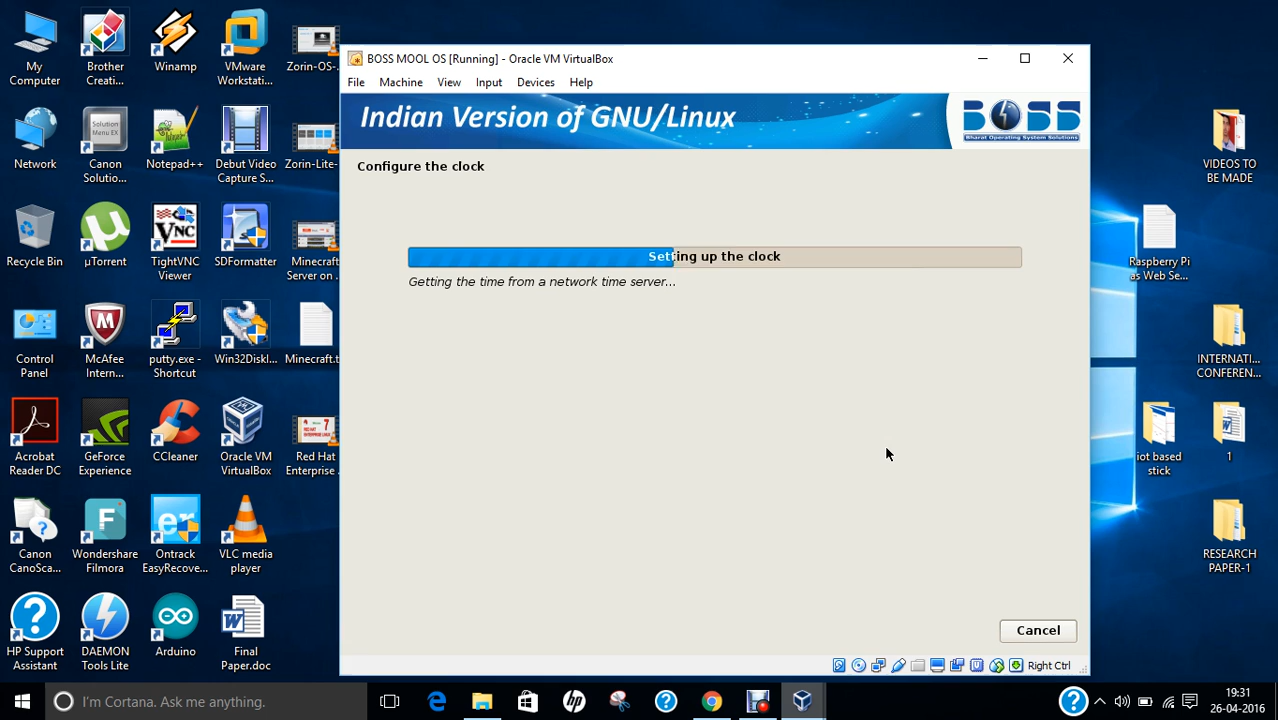 My
Computer
Brother
Creati...
Winamp
VMware
Workstati...
Zorin-OS-.
Network
Canon
Solutio...
Notepad++
Debut Video
Capture S...
Zorin-Lite-
Recycle Bin
µTorrent
TightVNC
Viewer
SDFormatter
Minecraft
Server on .
Control
Panel
McAfee
Intern...
putty.exe -
Shortcut
Win32DiskI...
Minecraft.t
Acrobat
Reader DC
GeForce
Experience
CCleaner
Oracle VM
VirtualBox
Red Hat
Enterprise .
Canon
CanoSca...
Wondershare
Filmora
Ontrack
EasyRecove...
VLC media
player
HP Support
Assistant
DAEMON
Tools Lite
Arduino
Final
Paper.doc
BOSS MOOL OS [Running] - Oracle VM VirtualBox
File Machine View Input Devices Help
Indian Version of GNU/Linux
BOSS
Bharat Operating System Solutions
Configure the clock
Setting up the clock
Getting the time from a network time server...
Cancel
Right Ctrl
VIDEOS TO
BE MADE
Raspberry Pi
as Web Se...
INTERNATI...
CONFEREN...
iot based
stick
1
RESEARCH
PAPER-1
I'm Cortana. Ask me anything.
19:31
26-04-2016